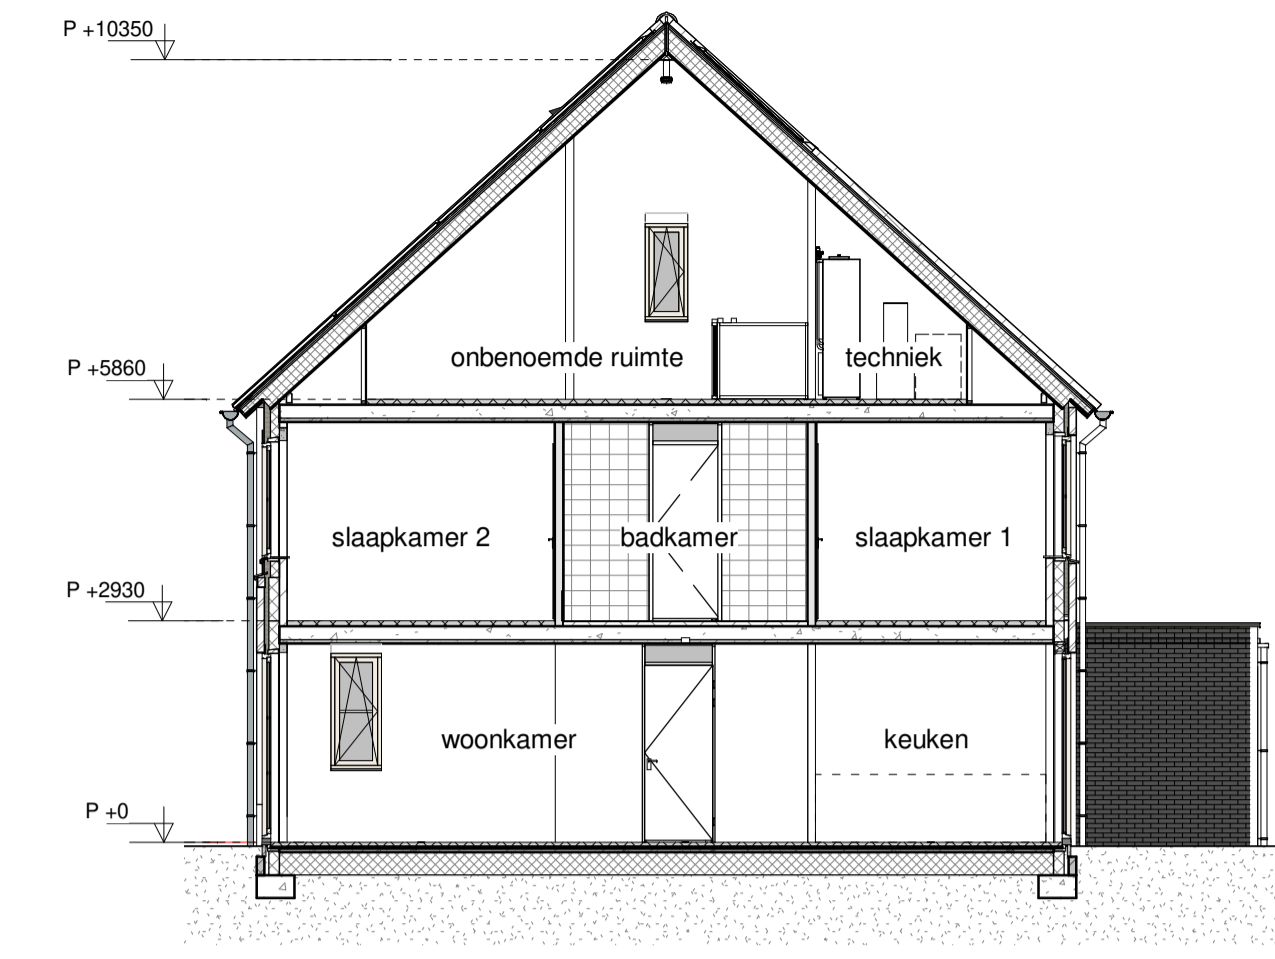 P +10350
P +5860
onbenoemde ruimte
techniek
slaapkamer 2
badkamer
slaapkamer 1
P +2930
woonkamer
keuken
P +0